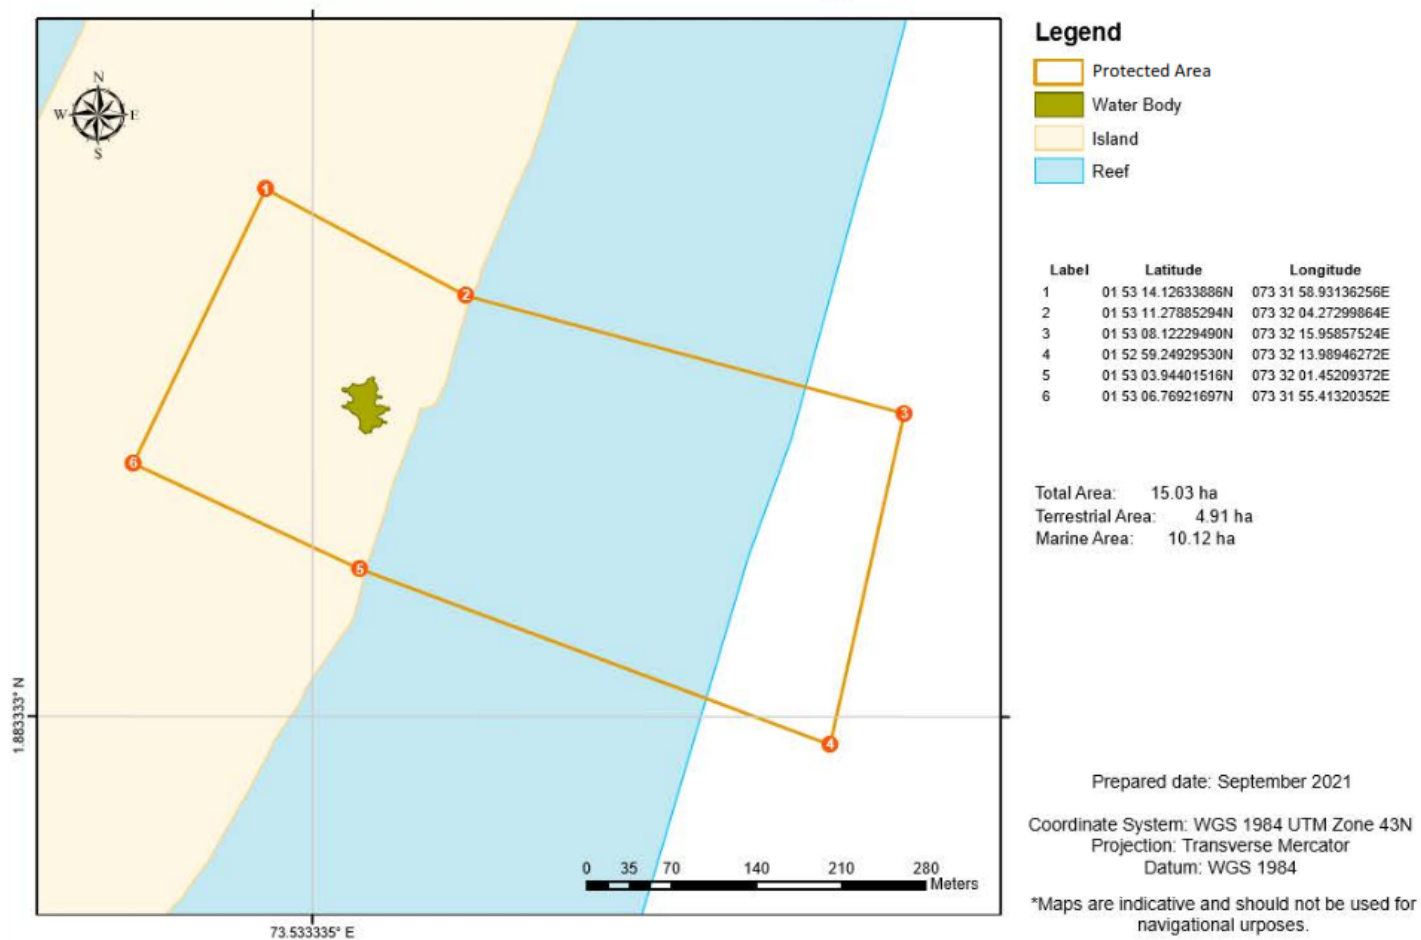 N
W E
S
1
2
3
4
5
6
1.883333° N
73.533335° E
0 35 70 140 210 280
Meters
Legend
Protected Area
Water Body
Island
Reef
Label Latitude Longitude
1 01 53 14.12633886N 073 31 58.93136256E
2 01 53 11.27885294N 073 32 04.27299864E
3 01 53 08.12229490N 073 32 15.95857524E
4 01 52 59.24929530N 073 32 13.98946272E
5 01 53 03.94401516N 073 32 01.45209372E
6 01 53 06.76921697N 073 31 55.41320352E
Total Area: 15.03 ha
Terrestrial Area: 4.91 ha
Marine Area: 10.12 ha
Prepared date: September 2021
Coordinate System: WGS 1984 UTM Zone 43N
Projection: Transverse Mercator
Datum: WGS 1984
*Maps are indicative and should not be used for
navigational urposes.